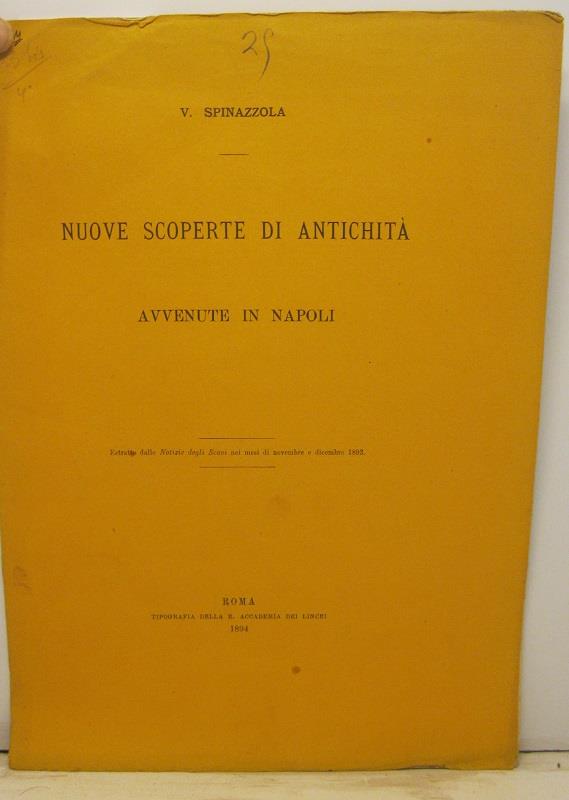 25
4°
V. SPINAZZOLA
NUOVE SCOPERTE DI ANTICHITÀ
AVVENUTE IN NAPOLI
Estratto dalle Notizie degli Scavi nei mesi di novembre e dicembre 1893.
ROMA
TIPOGRAFIA DELLA R. ACCADEMIA DEI LINCEI
1894